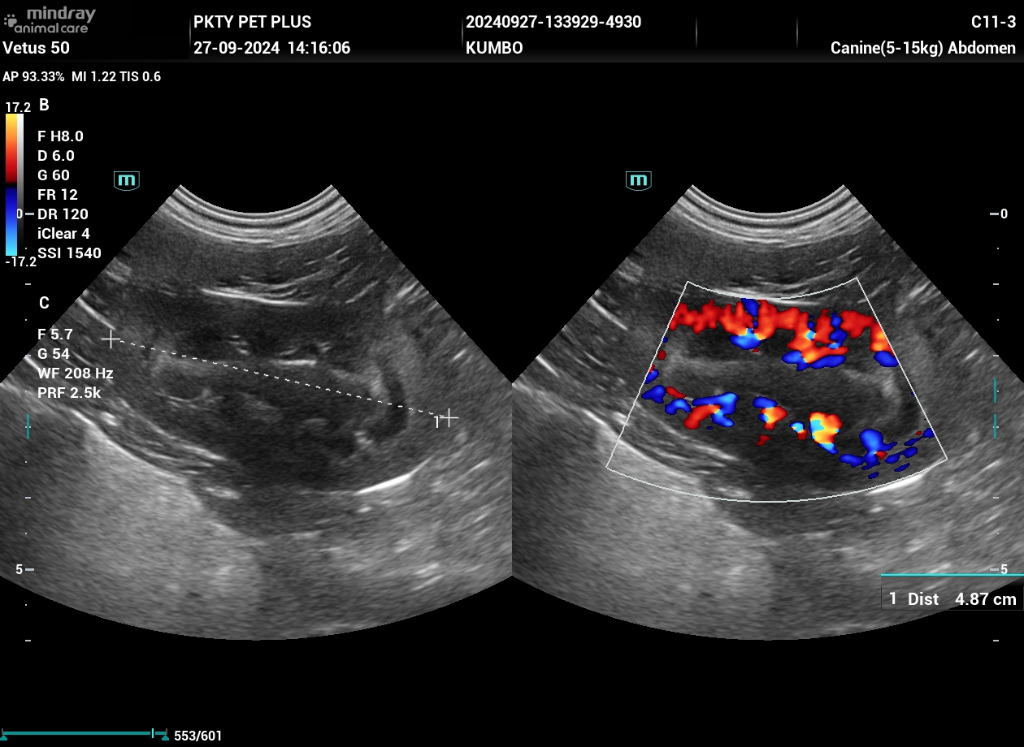 mindray
animalcare
Vetus 50
PKTY PET PLUS
27-09-2024 14:16:06
20240927-133929-4930
KUMBO
C11-3
Canine(5-15kg) Abdomen
AP 93.33% MI 1.22 TIS 0.6
17.2
B
F H8.0
D 6.0
G 60
FR 12
0
DR 120
iClear 4
-17.2
SSI 1540
C
F 5.7
G 54
WF 208 Hz
PRF 2.5k
m
m
1
5
0
5
1 Dist 4.87 cm
553/601